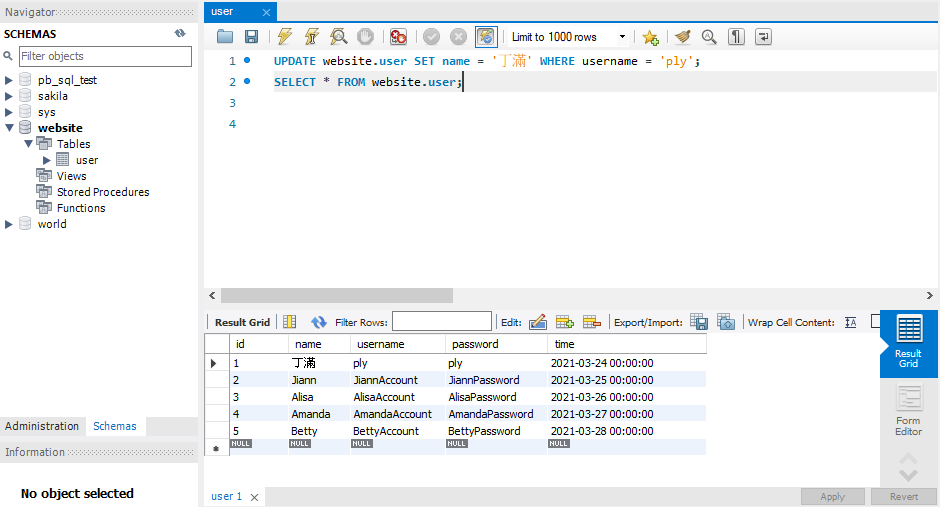 Navigator
SCHEMAS
Filter objects
pb_sql_test
sakila
sys
website
Tables
user
Views
Stored Procedures
Functions
world
Administration Schemas
Information
No object selected
user
Limit to 1000 rows
1 UPDATE website.user SET name = '丁滿' WHERE username = 'ply';
2 SELECT * FROM website.user;
3
4
Result Grid Filter Rows: Edit: Export/Import: Wrap Cell Content:
id name username password time
1 丁滿 ply ply 2021-03-24 00:00:00
2 Jiann JiannAccount JiannPassword 2021-03-25 00:00:00
3 Alisa AlisaAccount AlisaPassword 2021-03-26 00:00:00
4 Amanda AmandaAccount AmandaPassword 2021-03-27 00:00:00
5 Betty BettyAccount BettyPassword 2021-03-28 00:00:00
NULL NULL NULL NULL NULL
Result
Grid
Form
Editor
user 1
Apply Revert